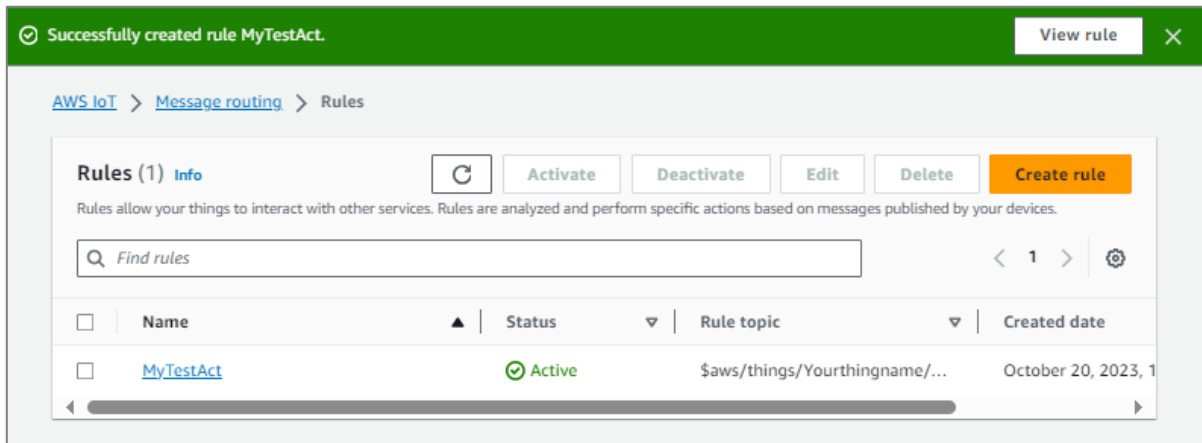 Successfully created rule MyTestAct. View rule
AWS IoT > Message routing > Rules
Rules (1) Info Activate Deactivate Edit Delete Create rule
Rules allow your things to interact with other services. Rules are analyzed and perform specific actions based on messages published by your devices.
Find rules 1
Name Status Rule topic Created date
MyTestAct Active $aws/things/Yourthingname/... October 20, 2023, 1